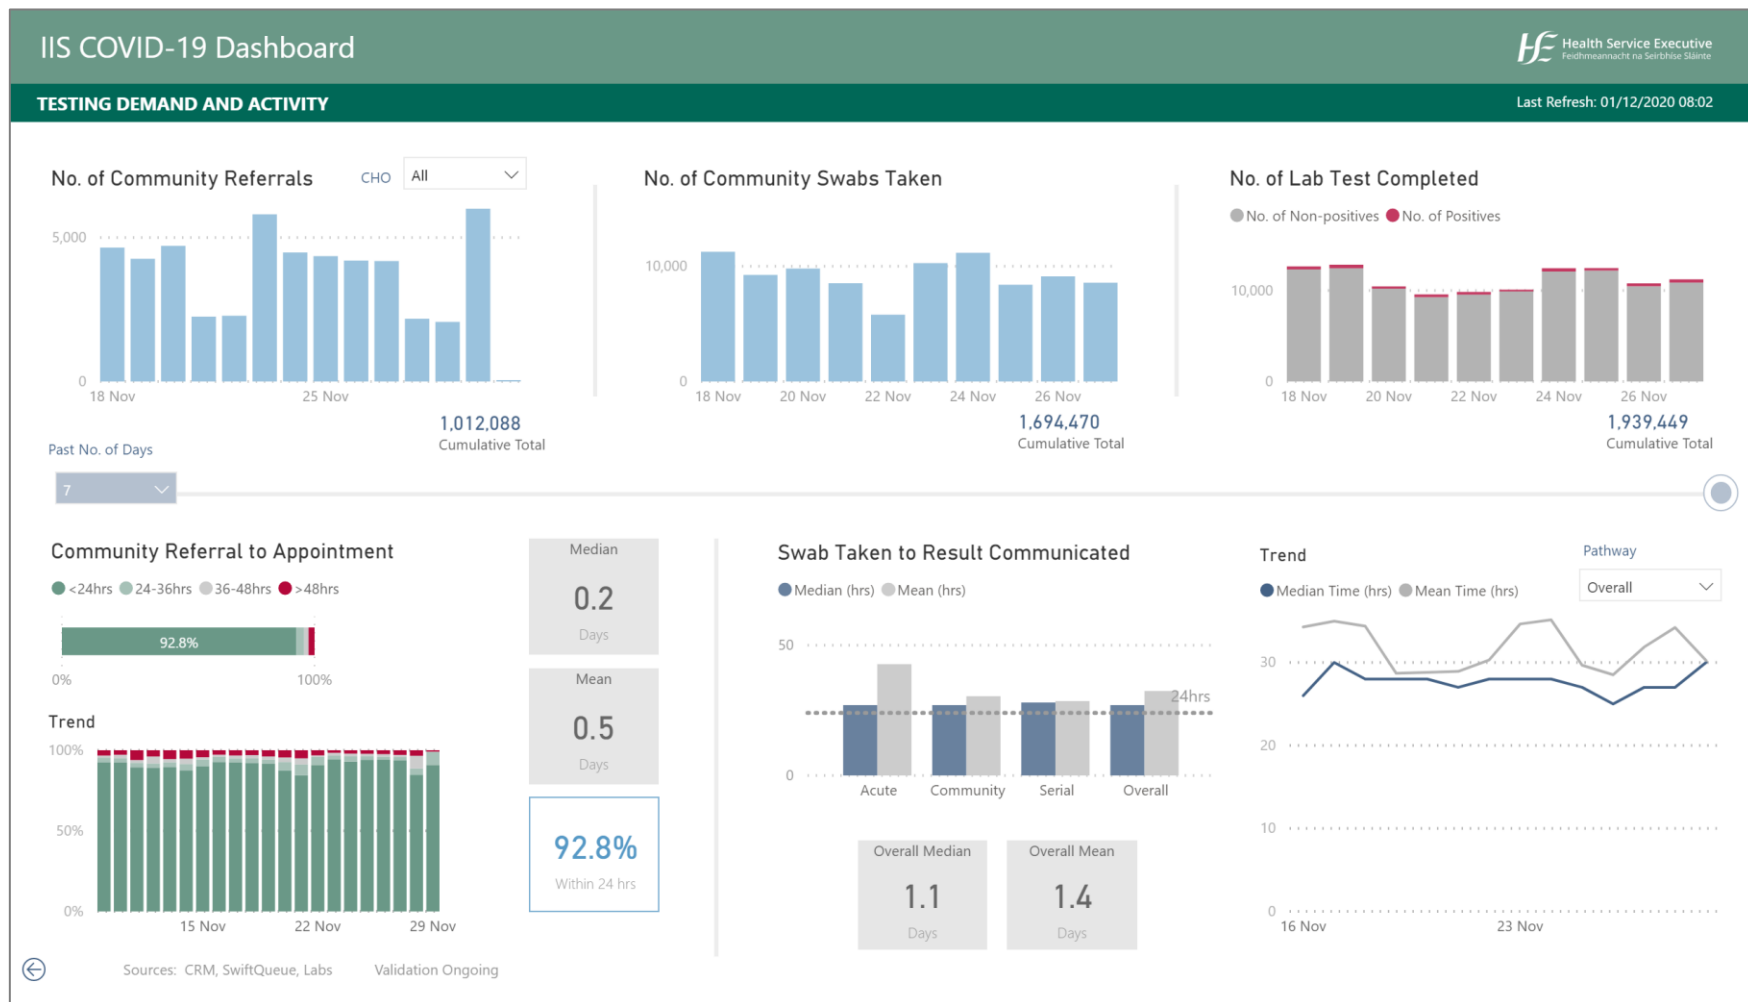 IIS COVID-19 Dashboard
Health Service Executive
Feidhmeannacht na Seirbhíse Sláinte
TESTING DEMAND AND ACTIVITY
Last Refresh: 01/12/2020 08:02
No. of Community Referrals
CHO
All
5,000
0
18 Nov
25 Nov
1,012,088
Cumulative Total
No. of Community Swabs Taken
10,000
0
18 Nov
20 Nov
22 Nov
24 Nov
26 Nov
1,694,470
Cumulative Total
No. of Lab Test Completed
No. of Non-positives
No. of Positives
10,000
0
18 Nov
20 Nov
22 Nov
24 Nov
26 Nov
1,939,449
Cumulative Total
Past No. of Days
7
Community Referral to Appointment
<24hrs
24-36hrs
36-48hrs
>48hrs
92.8%
0%
100%
Trend
100%
50%
0%
15 Nov
22 Nov
29 Nov
Median
0.2
Days
Mean
0.5
Days
92.8%
Within 24 hrs
Swab Taken to Result Communicated
Median (hrs)
Mean (hrs)
50
24hrs
0
Acute
Community
Serial
Overall
Overall Median
1.1
Days
Overall Mean
1.4
Days
Trend
Pathway
Overall
Median Time (hrs)
Mean Time (hrs)
30
20
10
0
16 Nov
23 Nov
Sources: CRM, SwiftQueue, Labs
Validation Ongoing